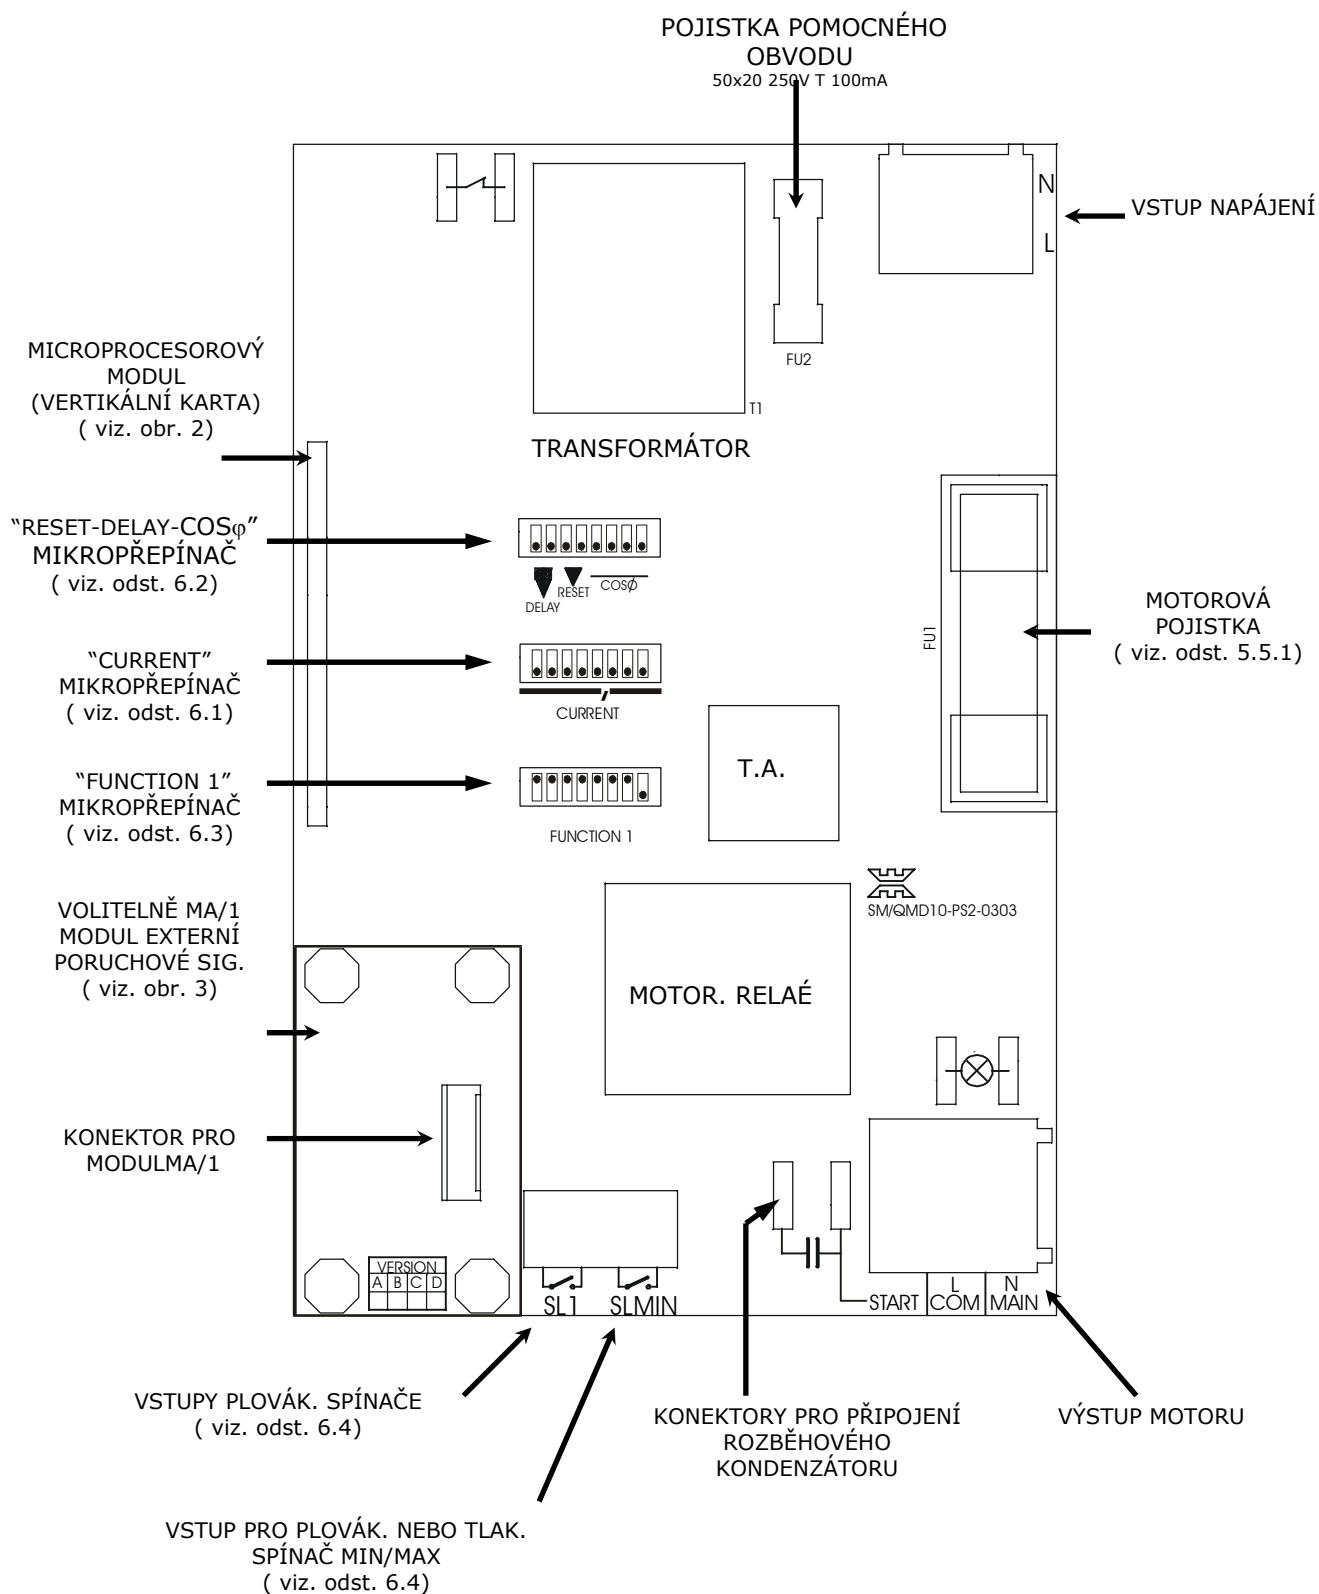 POJISTKA POMOCNÉHO
OBVODU
50x20 250V T 100mA
N
L
VSTUP NAPÁJENÍ
FU2
T1
TRANSFORMÁTOR
MICROPROCESOROVÝ
MODUL
(VERTIKÁLNÍ KARTA)
( viz. obr. 2)
“RESET-DELAY-COSφ”
MIKROPŘEPÍNAČ
( viz. odst. 6.2)
DELAY
RESET
COSØ
FU1
MOTOROVÁ
POJISTKA
( viz. odst. 5.5.1)
“CURRENT”
MIKROPŘEPÍNAČ
( viz. odst. 6.1)
,
CURRENT
T.A.
“FUNCTION 1”
MIKROPŘEPÍNAČ
( viz. odst. 6.3)
FUNCTION 1
SM/QMD10-PS2-0303
VOLITELNĚ MA/1
MODUL EXTERNÍ
PORUCHOVÉ SIG.
( viz. obr. 3)
MOTOR. RELAÉ
KONEKTOR PRO
MODULMA/1
VERSION
A B C D
SL1
SLMIN
START
L
COM
N
MAIN
VSTUPY PLOVÁK. SPÍNAČE
( viz. odst. 6.4)
KONEKTORY PRO PŘIPOJENÍ
ROZBĚHOVÉHO
KONDENZÁTORU
VÝSTUP MOTORU
VSTUP PRO PLOVÁK. NEBO TLAK.
SPÍNAČ MIN/MAX
( viz. odst. 6.4)